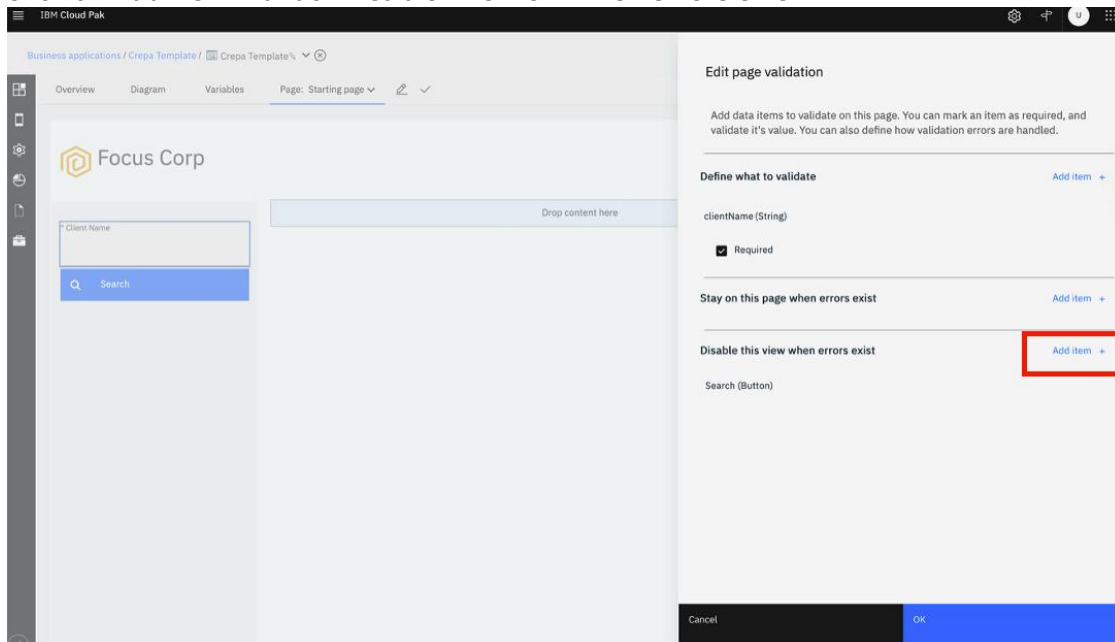 IBM Cloud Pak
U
Business applications / Crepa Template / Crepa Template
Overview Diagram Variables Page: Starting page
Focus Corp
Drop content here
* Client Name
Search
Edit page validation
Add data items to validate on this page. You can mark an item as required, and
validate it's value. You can also define how validation errors are handled.
Define what to validate Add item +
clientName (String)
Required
Stay on this page when errors exist Add item +
Disable this view when errors exist Add item +
Search (Button)
Cancel OK